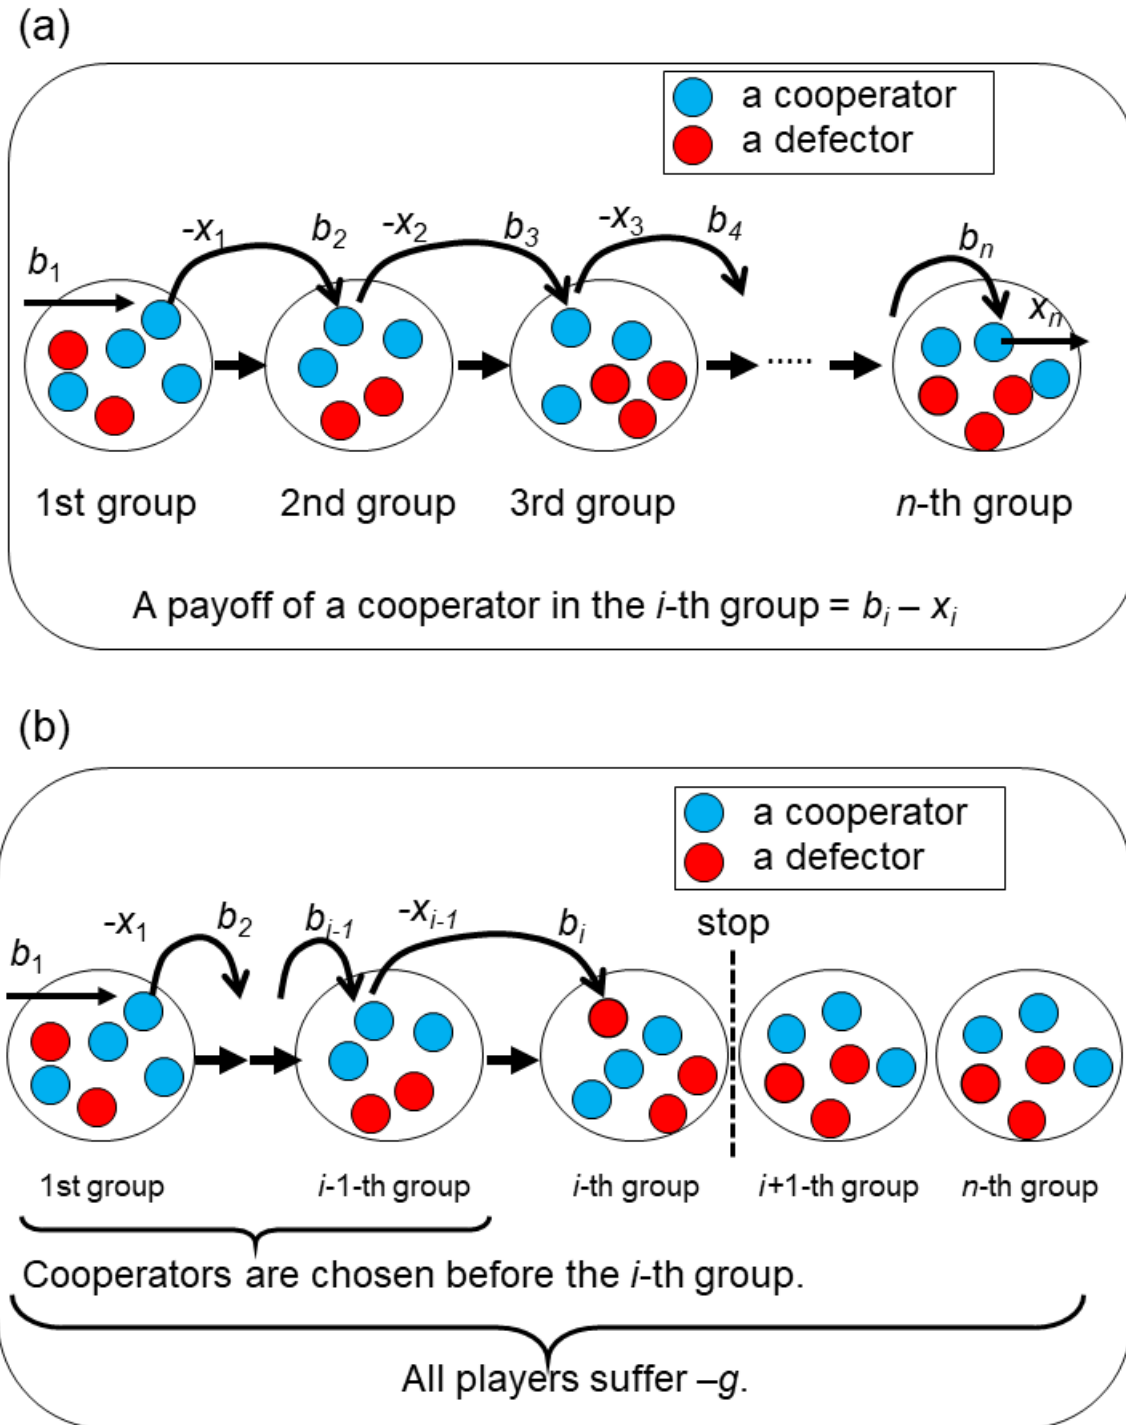 (a)
a cooperator
a defector
-x₁ b₂ -x₂ b₃ -x₃ b₄ bₙ
b₁ xₙ
.....
1st group 2nd group 3rd group n-th group
A payoff of a cooperator in the i-th group = bᵢ – xᵢ
(b)
a cooperator
a defector
stop
-x₁ b₂ bᵢ₋₁ -xᵢ₋₁ bᵢ
b₁
1st group i-1-th group i-th group i+1-th group n-th group
Cooperators are chosen before the i-th group.
All players suffer –g.